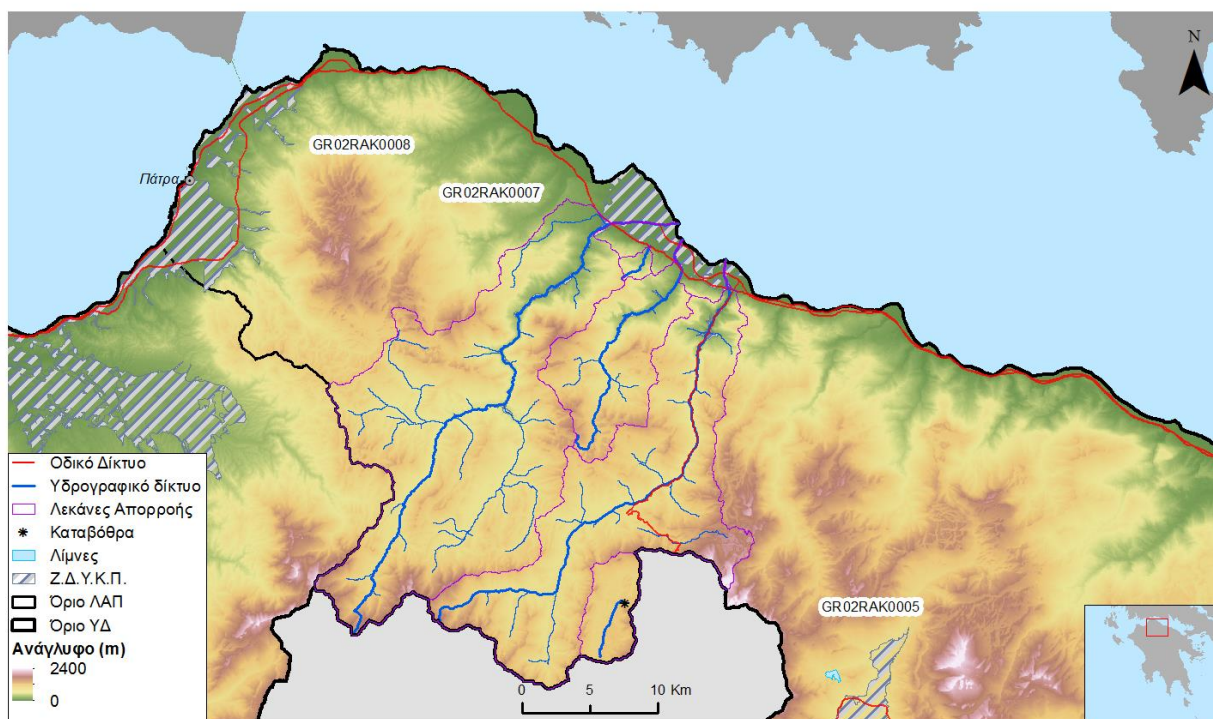 N
GR02RAK0008
Πάτρα
GR02RAK0007
Οδικό Δίκτυο
Υδρογραφικό δίκτυο
Λεκάνες Απορροής
Καταβόθρα
Λίμνες
Ζ.Δ.Υ.Κ.Π.
Όριο ΛΑΠ
Όριο ΥΔ
Ανάγλυφο (m)
2400
0
GR02RAK0005
0 5 10 Km